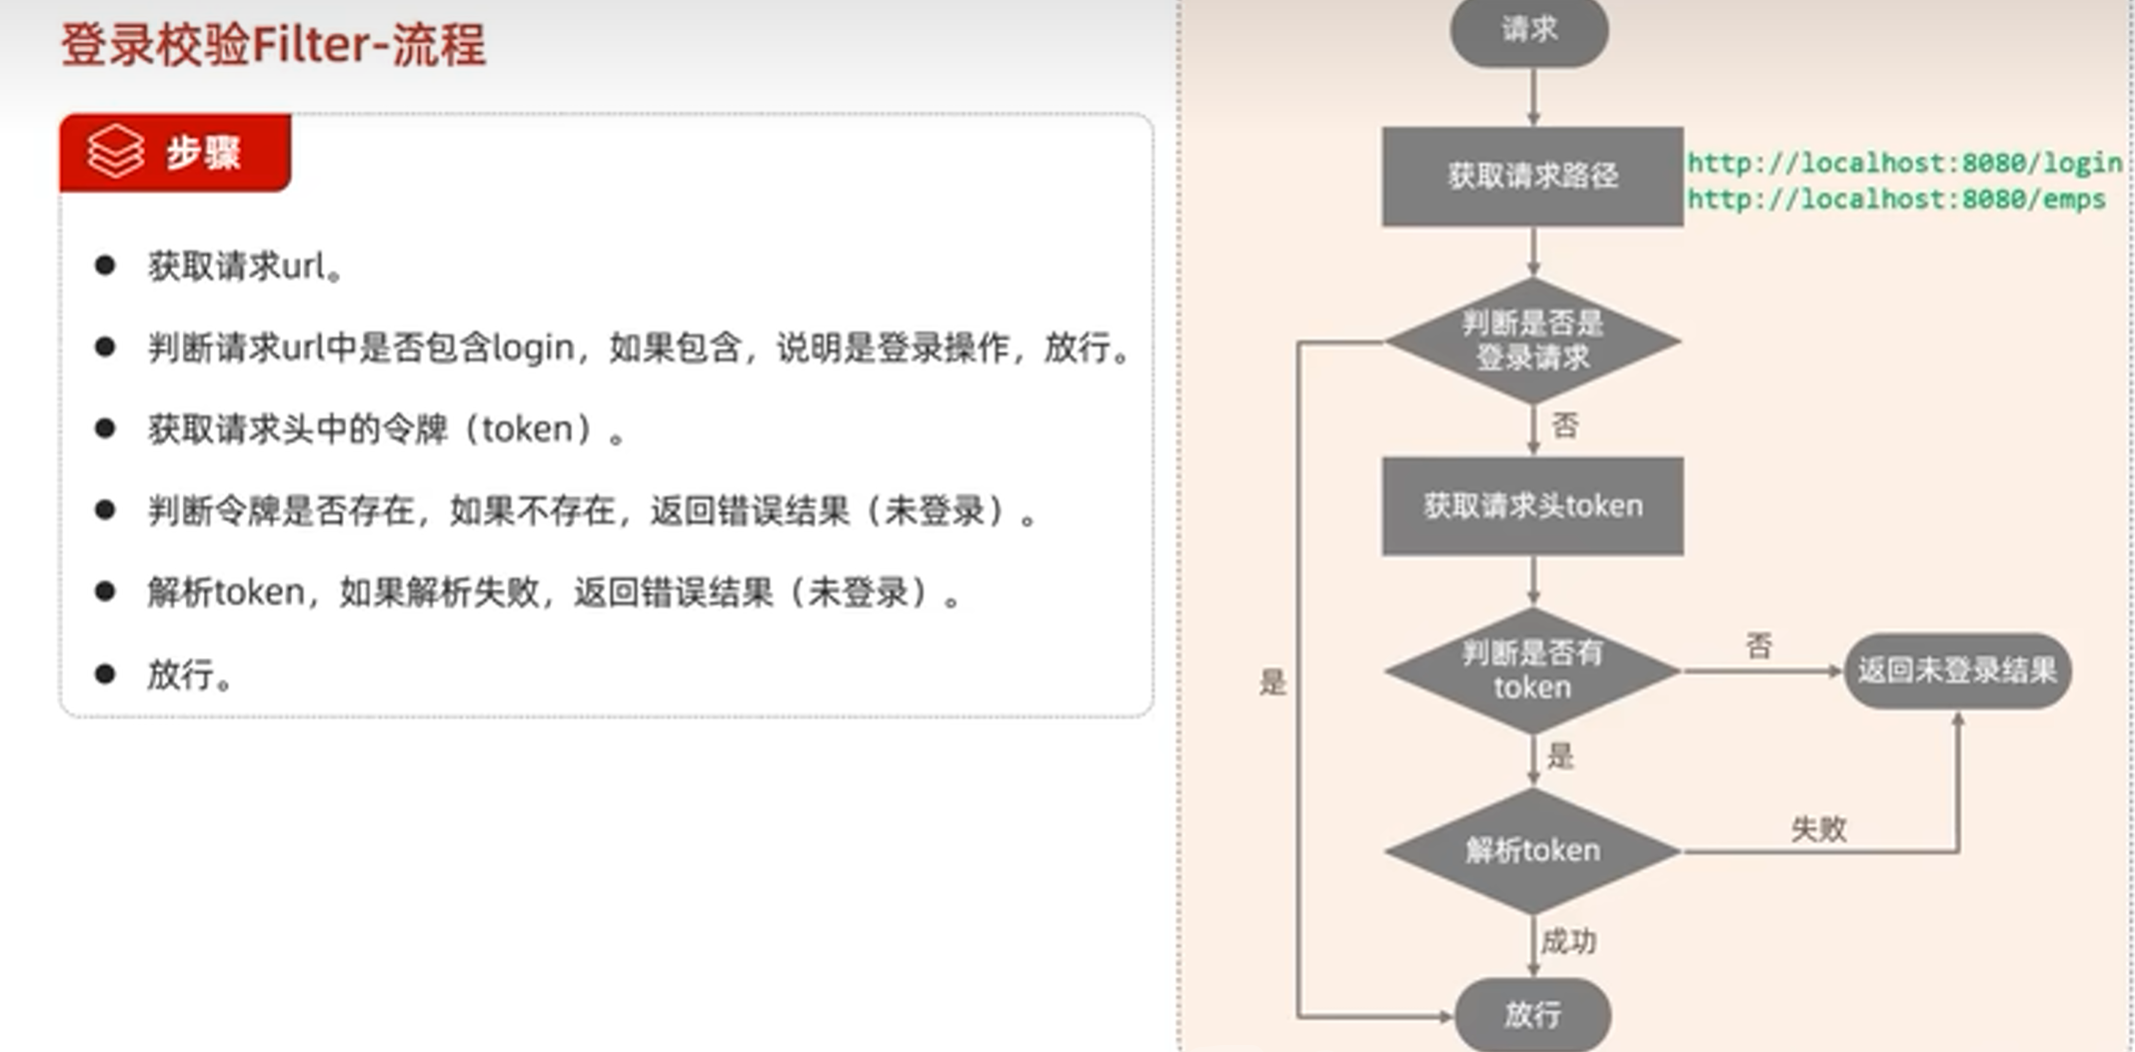 登录校验Filter-流程
步骤
获取请求url。
判断请求url中是否包含login，如果包含，说明是登录操作，放行。
获取请求头中的令牌（token）。
判断令牌是否存在，如果不存在，返回错误结果（未登录）。
解析token，如果解析失败，返回错误结果（未登录）。
放行。
请求
获取请求路径
http://localhost:8080/login
http://localhost:8080/emps
判断是否是
登录请求
否
获取请求头token
判断是否有
token
否
返回未登录结果
是
是
解析token
失败
成功
放行